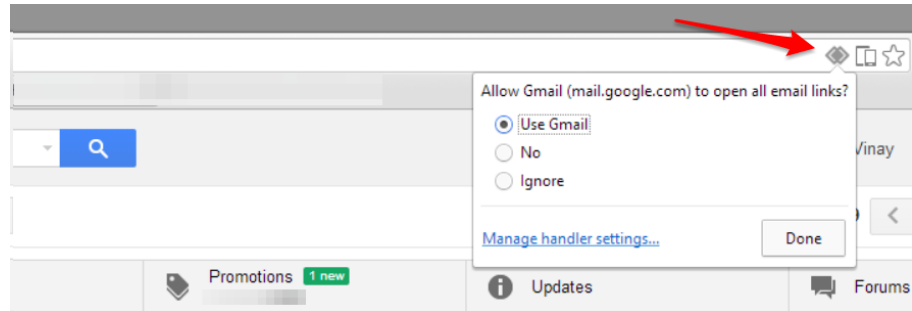 Allow Gmail (mail.google.com) to open all email links?
Use Gmail
No
Ignore
Vinay
Manage handler settings...
Done
Promotions 1 new
Updates
Forums